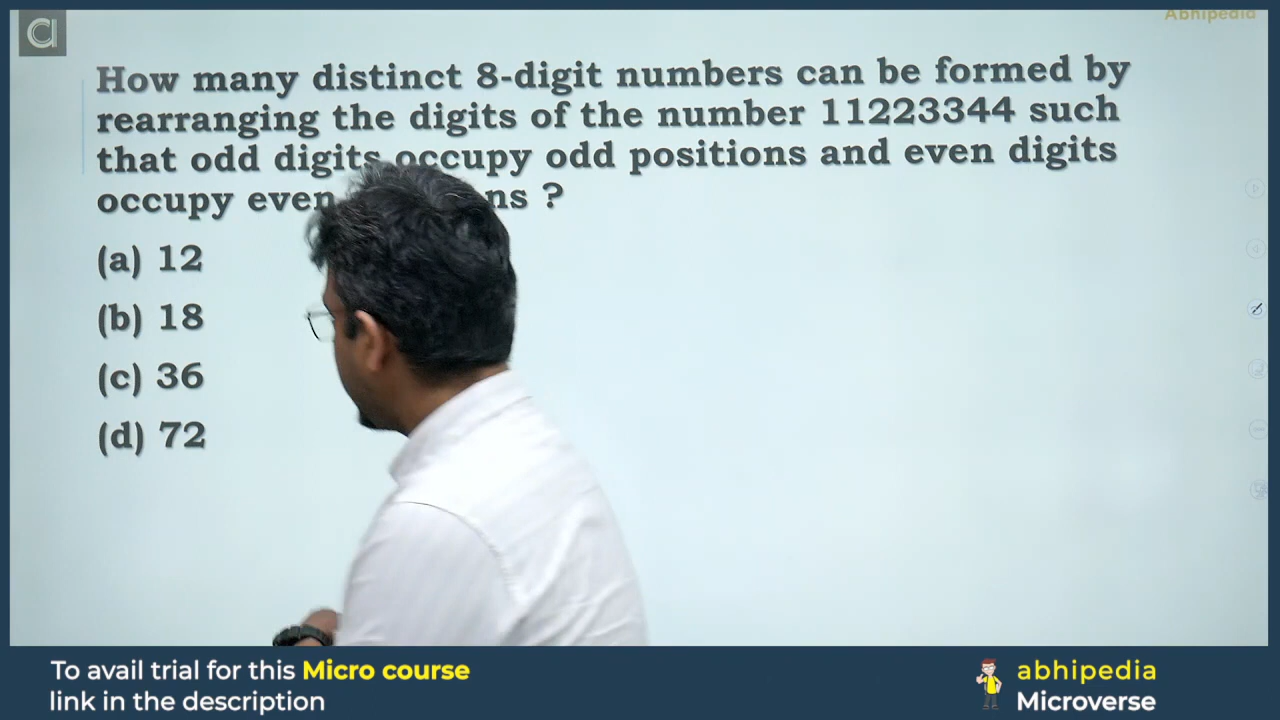 Abhipedia
How many distinct 8-digit numbers can be formed by
rearranging the digits of the number 11223344 such
that odd digits occupy odd positions and even digits
occupy even ns ?
(a) 12
(b) 18
(c) 36
(d) 72
To avail trial for this Micro course
link in the description
abhipedia
Microverse